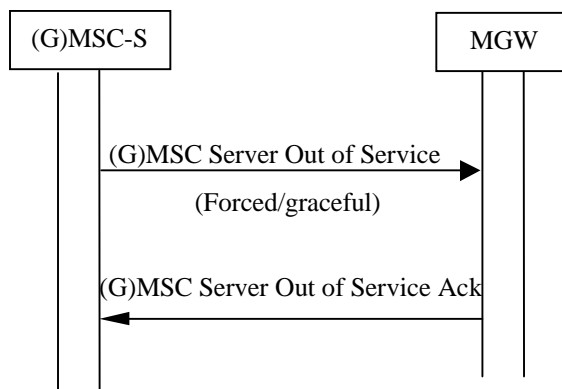 (G)MSC-S
MGW
(G)MSC Server Out of Service
(Forced/graceful)
(G)MSC Server Out of Service Ack